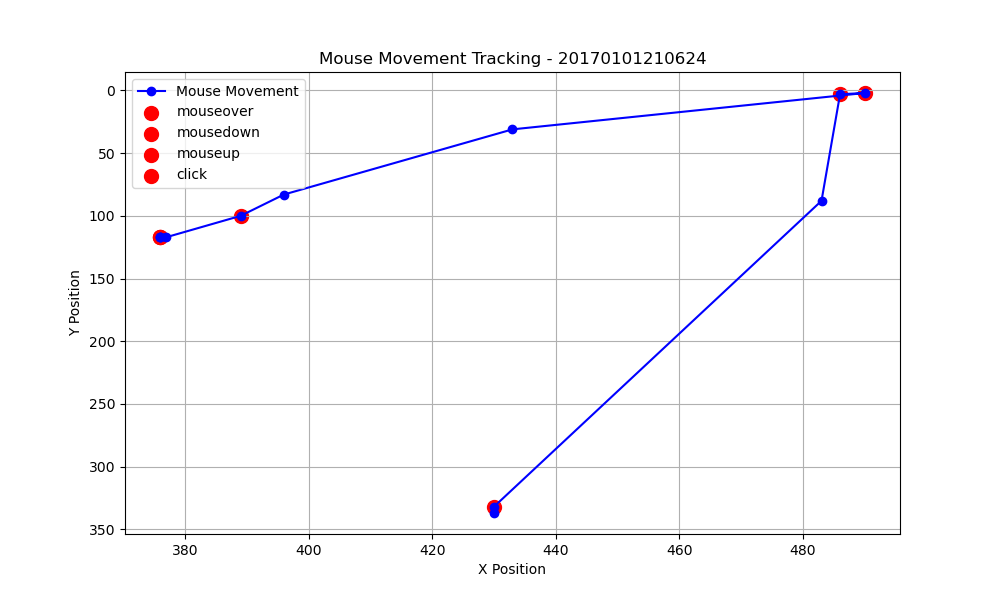 Mouse Movement Tracking - 20170101210624
Mouse Movement
mouseover
mousedown
mouseup
click
0
50
100
150
200
250
300
350
Y Position
380
400
420
440
460
480
X Position